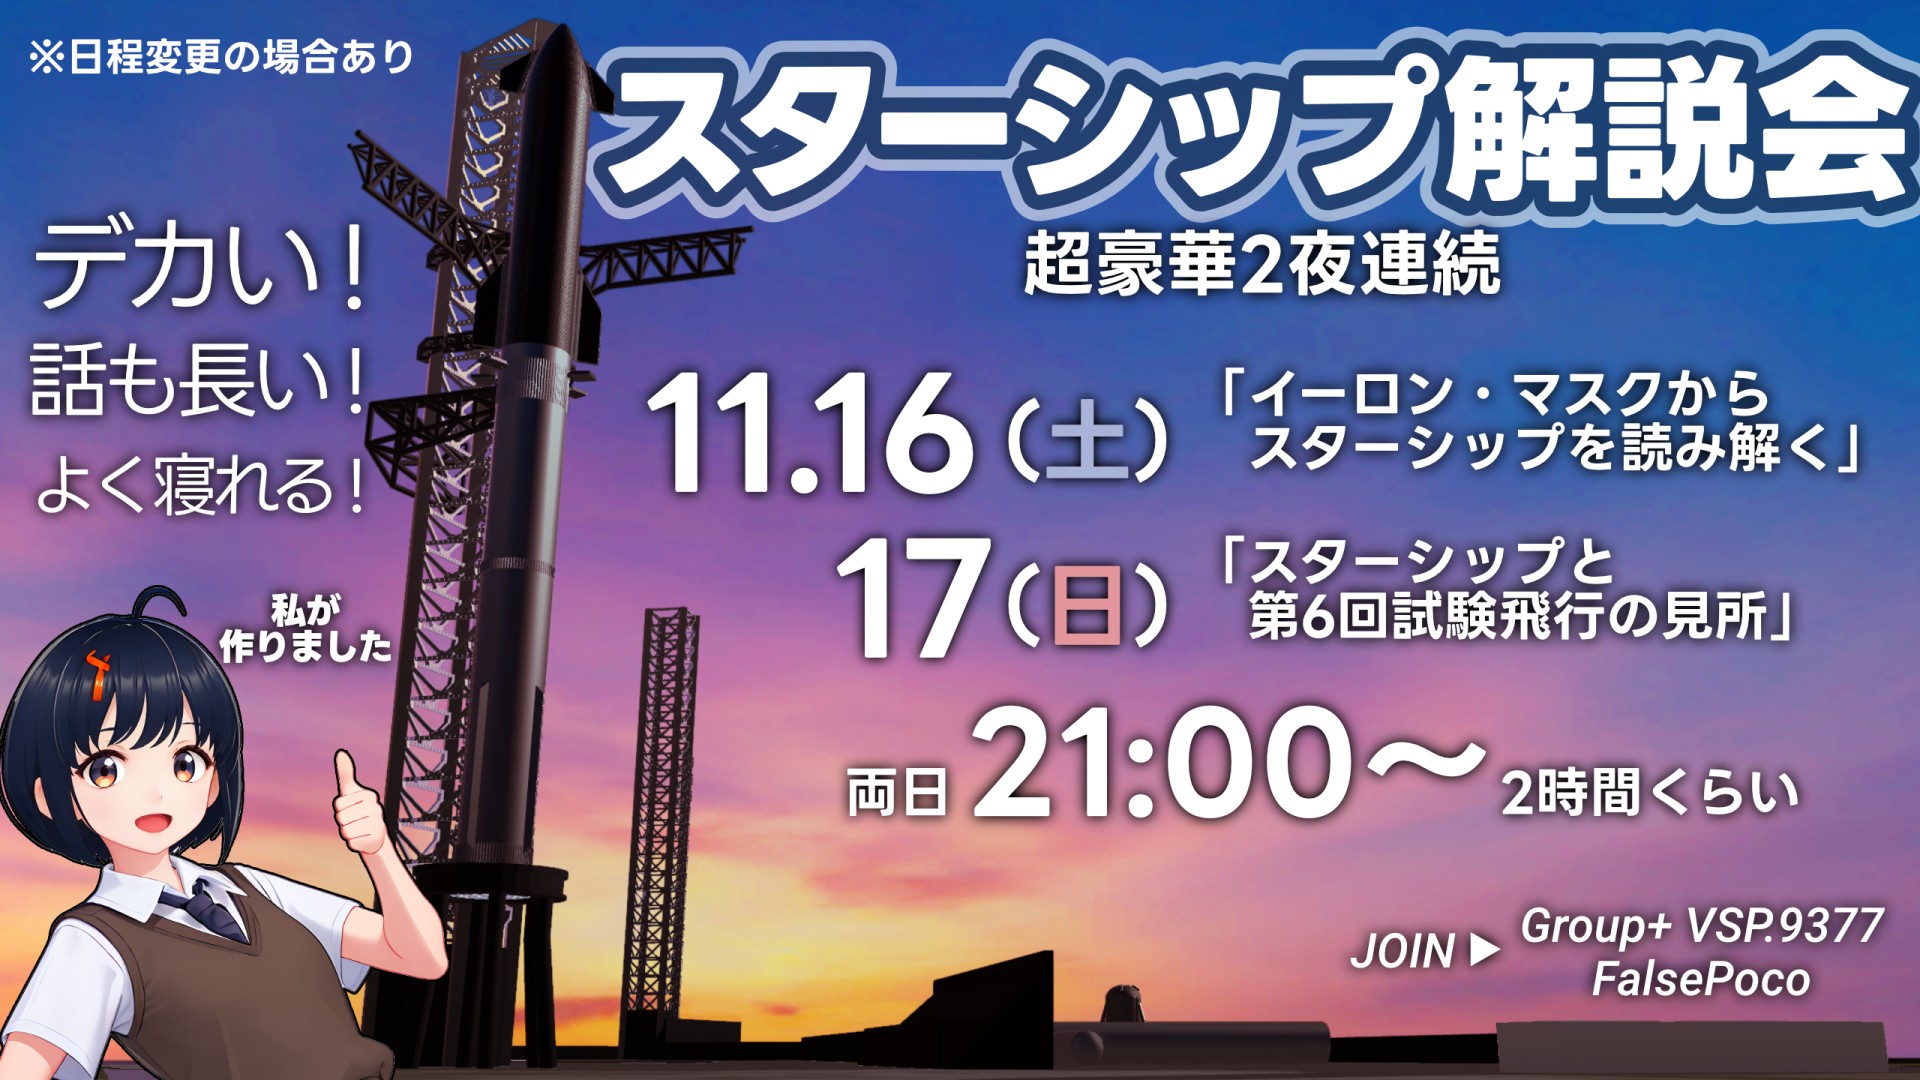 ※日程変更の場合あり
スターシップ解説会
超豪華2夜連続
デカい！
話も長い！
よく寝れる！
11.16（土）
「イーロン・マスクから
スターシップを読み解く」
17（日）
「スターシップと
第6回試験飛行の見所」
私が
作りました
両日 21:00～2時間くらい
JOIN ▶ Group+ VSP.9377
FalsePoco